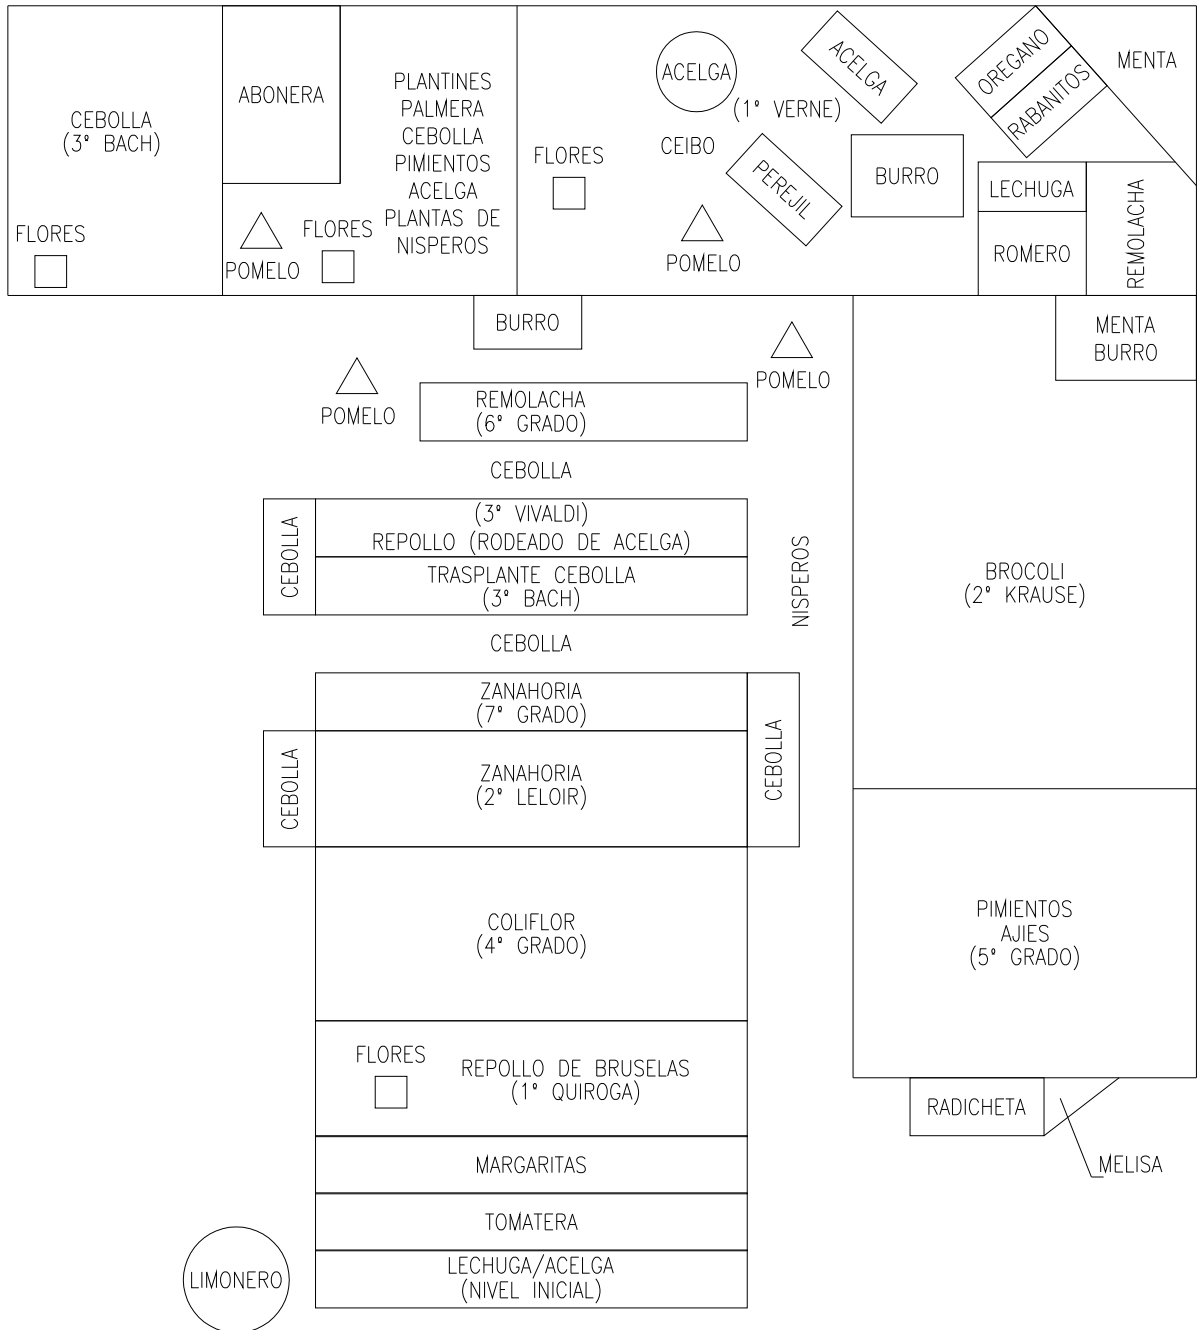 CEBOLLA
(3° BACH)
FLORES
ABONERA
POMELO
FLORES
PLANTINES
PALMERA
CEBOLLA
PIMIENTOS
ACELGA
PLANTAS DE
NISPEROS
FLORES
ACELGA
(1° VERNE)
CEIBO
POMELO
ACELGA
PEREJIL
BURRO
OREGANO
RABANITOS
MENTA
LECHUGA
ROMERO
REMOLACHA
BURRO
POMELO
POMELO
MENTA
BURRO
REMOLACHA
(6° GRADO)
CEBOLLA
CEBOLLA
(3° VIVALDI)
REPOLLO (RODEADO DE ACELGA)
TRASPLANTE CEBOLLA
(3° BACH)
NISPEROS
BROCOLI
(2° KRAUSE)
CEBOLLA
ZANAHORIA
(7° GRADO)
CEBOLLA
ZANAHORIA
(2° LELOIR)
CEBOLLA
COLIFLOR
(4° GRADO)
PIMIENTOS
AJIES
(5° GRADO)
FLORES
REPOLLO DE BRUSELAS
(1° QUIROGA)
RADICHETA
MELISA
MARGARITAS
TOMATERA
LECHUGA/ACELGA
(NIVEL INICIAL)
LIMONERO